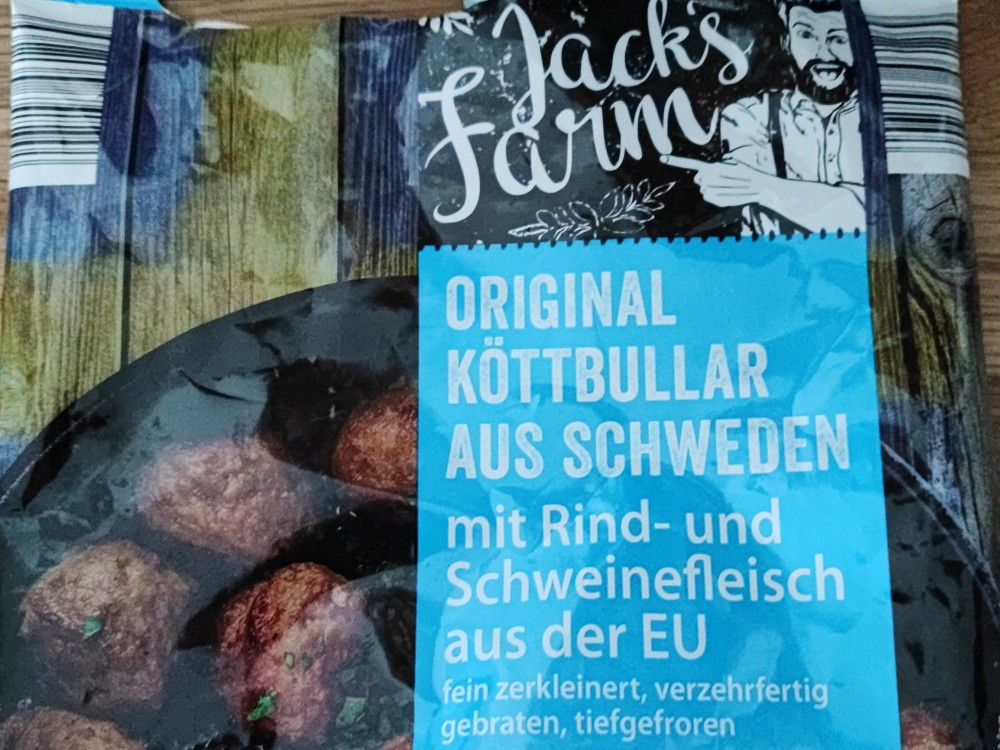 Jack's
Farm
ORIGINAL
KÖTTBULLAR
AUS SCHWEDEN
mit Rind- und
Schweinefleisch
aus der EU
fein zerkleinert, verzehrfertig
gebraten, tiefgefroren